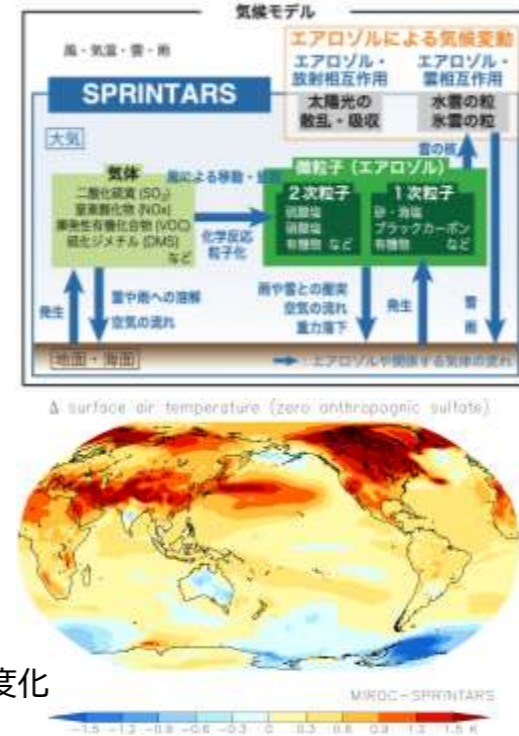 気候モデル
風・気温・雲・雨
エアロゾルによる気候変動
エアロゾル・
放射相互作用
エアロゾル・
雲相互作用
SPRINTARS
太陽光の
散乱・吸収
水雲の粒
氷雲の粒
大気
雲の核
気体
風による移動・
微粒子(エアロゾル)
二酸化硫黄 (SO₂)
窒素酸化物 (NOx)
揮発性有機化合物 (VOC)
硫化ジメチル (DMS)
など
化学反応
粒子化
2次粒子
硫酸塩
硝酸塩
有機物 など
1次粒子
砂・海塩
ブラックカーボン
有機物 など
発生
雲や雨への溶解
空気の流れ
雨や雲との衝突
空気の流れ
重力落下
発生
雪
雨
地面・海面
:エアロゾルや関係する気体の流れ
Δ surface air temperature (zero anthropognic sulfate)
度化
MIROC-SPRINTARS
-1.5 -1.2 -0.9 -0.6 -0.3 0 0.3 0.6 0.9 1.2 1.5 K